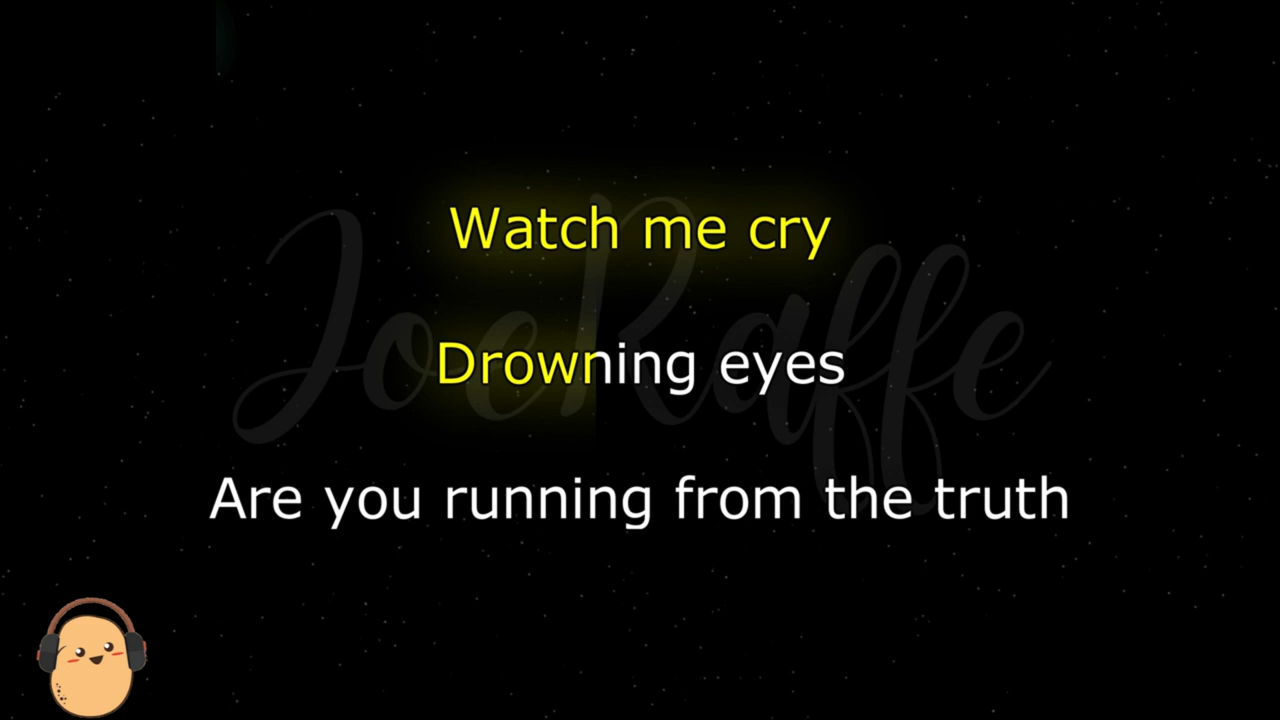 JoeRaffe
Watch me cry
Drowning eyes
Are you running from the truth